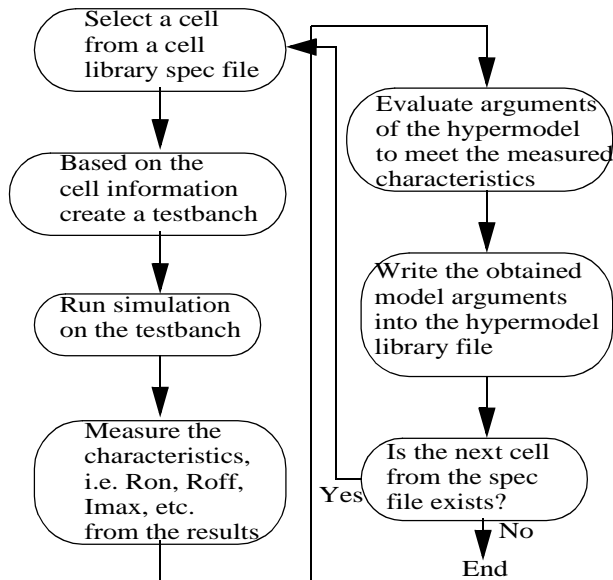 Select a cell
from a cell
library spec file
Based on the
cell information
create a testbanch
Run simulation
on the testbanch
Measure the
characteristics,
i.e. Ron, Roff,
Imax, etc.
from the results
Evaluate arguments
of the hypermodel
to meet the measured
characteristics
Write the obtained
model arguments
into the hypermodel
library file
Is the next cell
from the spec
file exists?
Yes
No
End